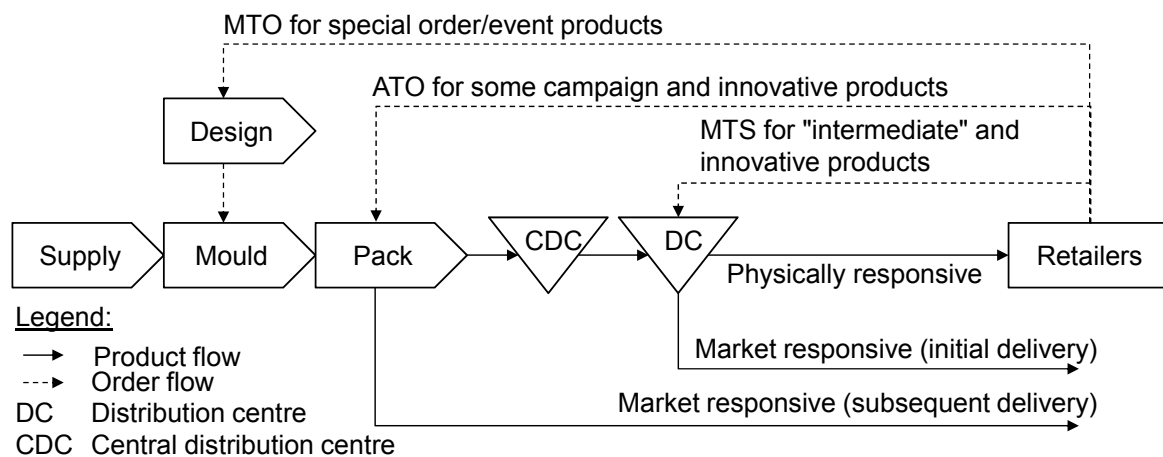 MTO for special order/event products
ATO for some campaign and innovative products
Design
MTS for "intermediate" and
innovative products
Supply
Mould
Pack
CDC
DC
Retailers
Physically responsive
Legend:
Product flow
Order flow
DC Distribution centre
CDC Central distribution centre
Market responsive (initial delivery)
Market responsive (subsequent delivery)